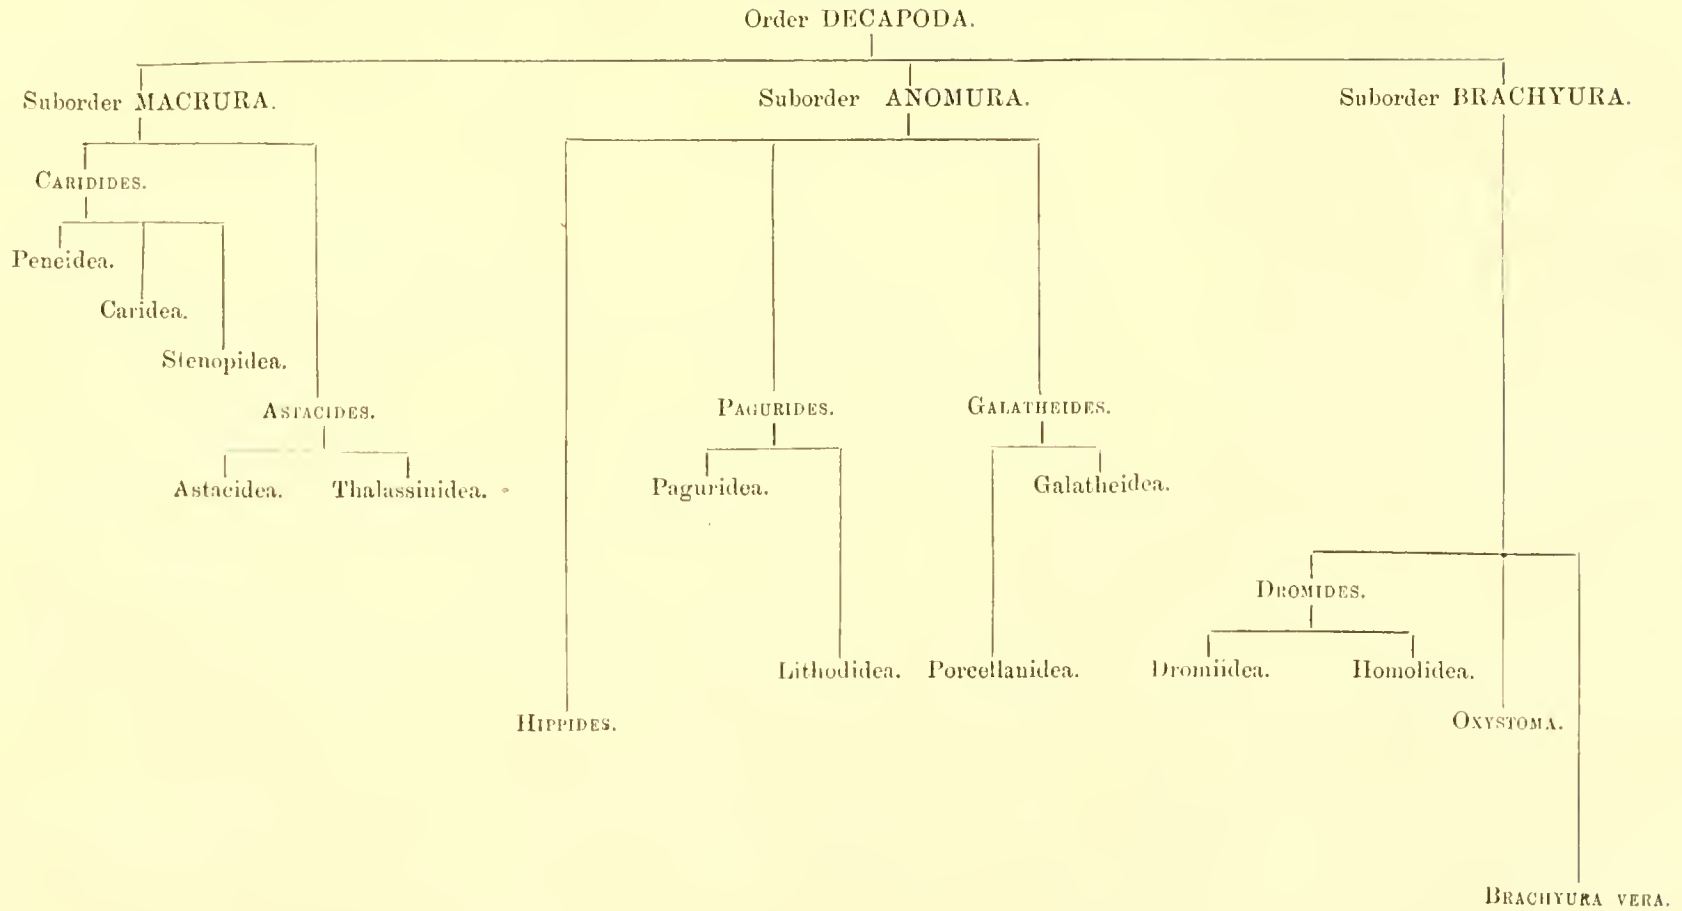 Order DECAPODA.
Suborder MACRURA.
Suborder ANOMURA.
Suborder BRACHYURA.
CARIDIDES.
Peneidea.
Caridea.
Stenopidea.
ASTACIDES.
PAGURIDES.
GALATHEIDES.
Astacidea.
Thalassinidea.
Paguridea.
Galatheidea.
DROMIDES.
Lithodidea.
Porcellanidea.
Dromiidea.
Homolidea.
HIPPIDES.
OXYSTOMA.
BRACHYURA VERA.